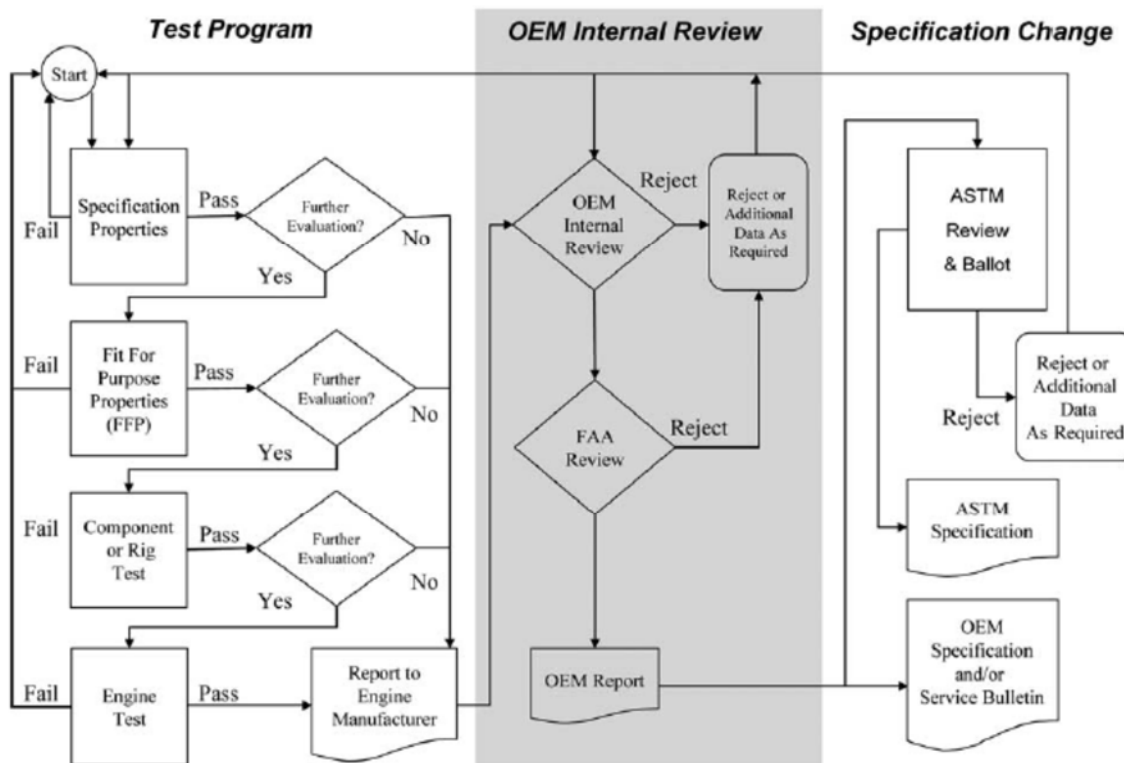 Test Program
OEM Internal Review
Specification Change
Start
Specification
Properties
Pass
Further
Evaluation?
Fail
No
Yes
Fit For
Purpose
Properties
(FFP)
Fail
Pass
Further
Evaluation?
No
Yes
Component
or Rig
Test
Fail
Pass
Further
Evaluation?
No
Yes
Engine
Test
Fail
Pass
Report to
Engine
Manufacturer
OEM
Internal
Review
Reject
Reject or
Additional
Data As
Required
FAA
Review
Reject
OEM Report
ASTM
Review
& Ballot
Reject
Reject or
Additional
Data
As Required
ASTM
Specification
OEM
Specification
and/or
Service Bulletin